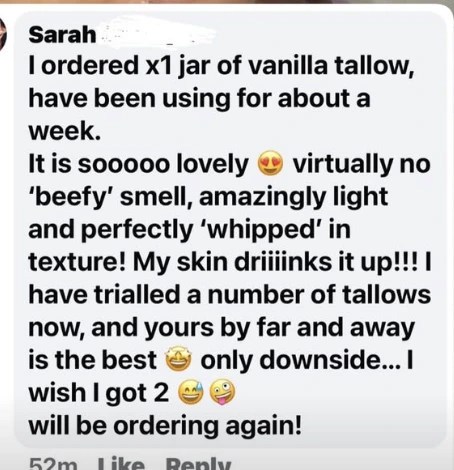 Sarah
I ordered x1 jar of vanilla tallow,
have been using for about a
week.
It is sooooo lovely 😍 virtually no
‘beefy’ smell, amazingly light
and perfectly ‘whipped’ in
texture! My skin driiiinks it up!!! I
have trialled a number of tallows
now, and yours by far and away
is the best 🤩 only downside... I
wish I got 2 😅 🤪
will be ordering again!
52m Like Reply